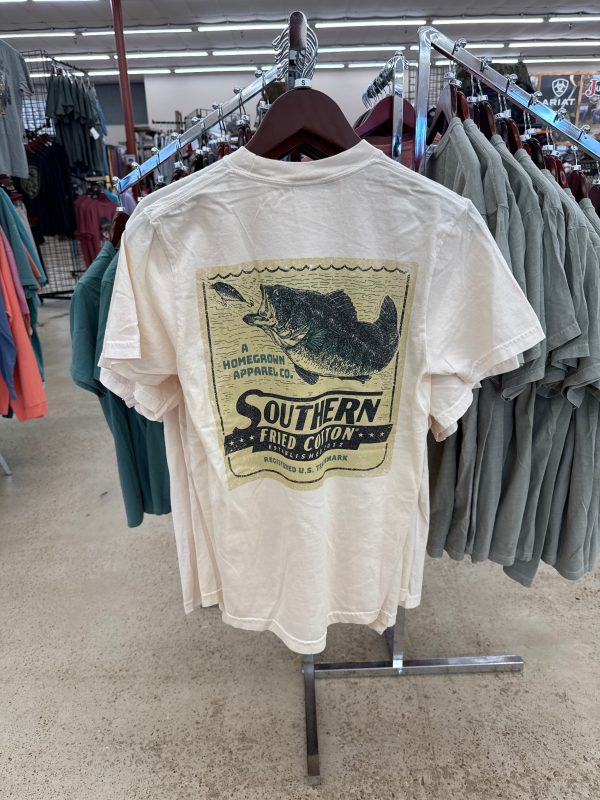 S
ARIAT
A
HOMEGROWN
APPAREL CO.
SOUTHERN
FRIED COTTON
ESTABLISHED 2012
REGISTERED U.S. TRADEMARK